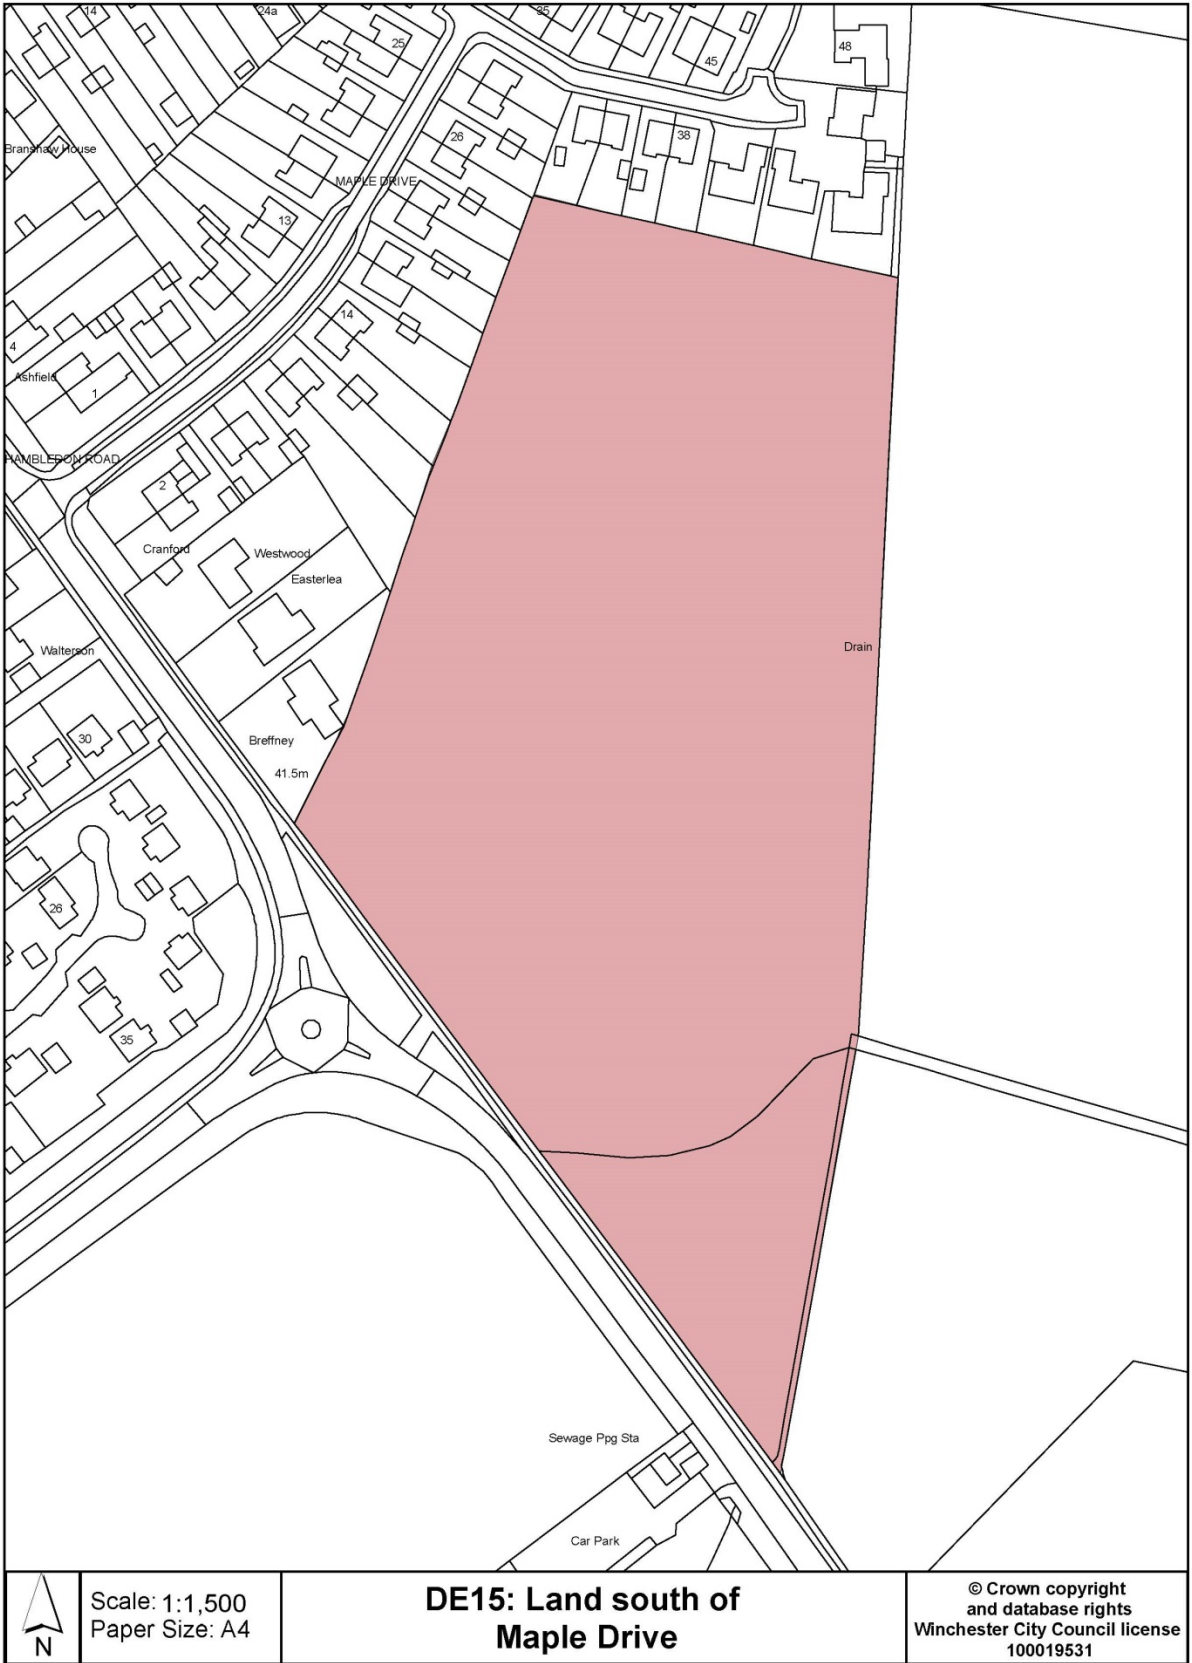 14
24a
35
25
45
48
Branshaw House
26
38
MAPLE DRIVE
13
14
4
Ashfield
1
HAMBLEDON ROAD
2
Cranford
Westwood
Easterlea
Walterson
Drain
30
Breffney
41.5m
26
35
Sewage Ppg Sta
Car Park
N
Scale: 1:1,500
Paper Size: A4
DE15: Land south of
Maple Drive
© Crown copyright
and database rights
Winchester City Council license
100019531